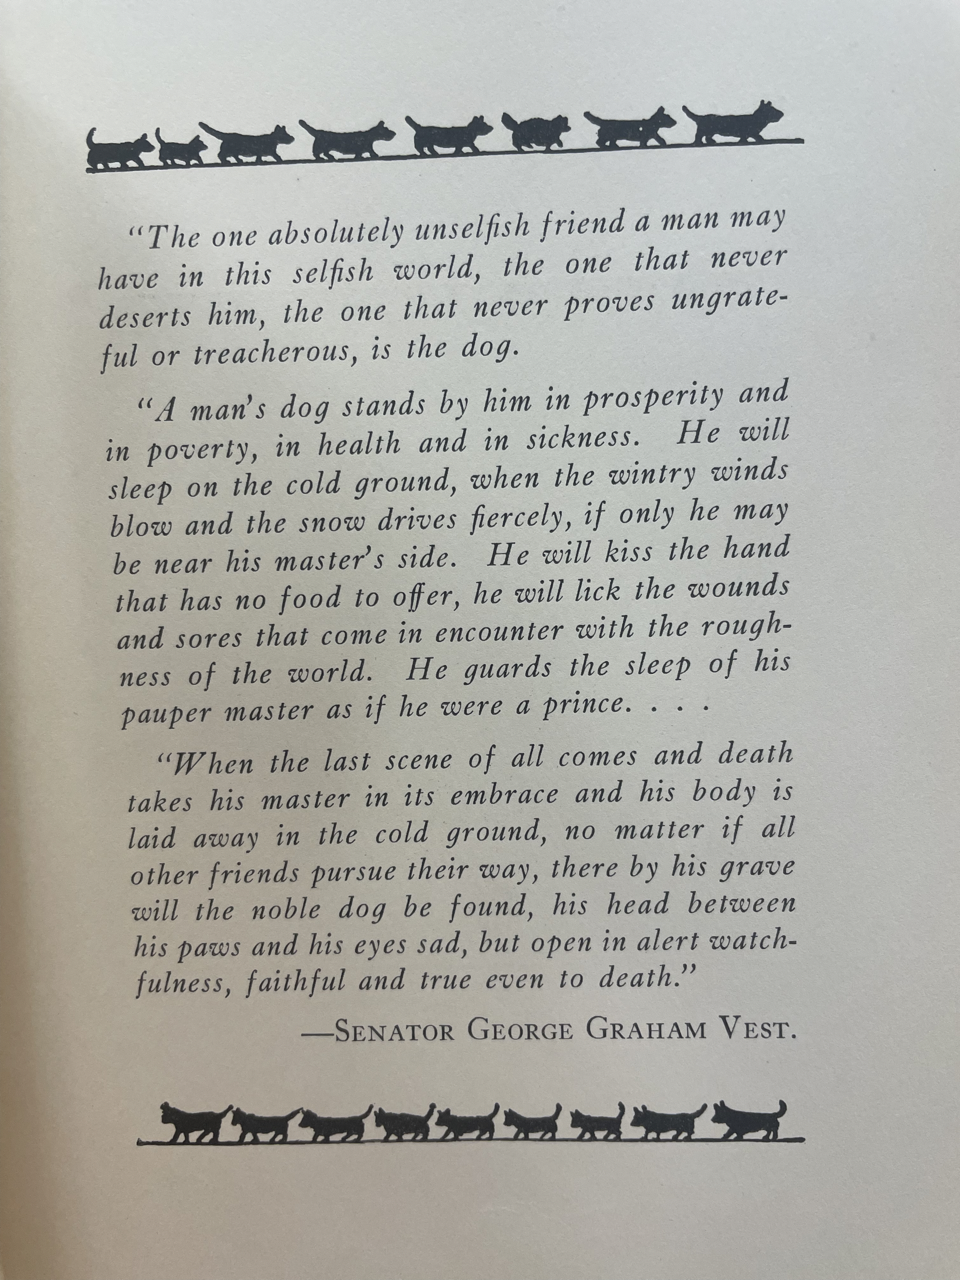 “The one absolutely unselfish friend a man may
have in this selfish world, the one that never
deserts him, the one that never proves ungrate-
ful or treacherous, is the dog.
“A man’s dog stands by him in prosperity and
in poverty, in health and in sickness. He will
sleep on the cold ground, when the wintry winds
blow and the snow drives fiercely, if only he may
be near his master’s side. He will kiss the hand
that has no food to offer, he will lick the wounds
and sores that come in encounter with the rough-
ness of the world. He guards the sleep of his
pauper master as if he were a prince. . . .
“When the last scene of all comes and death
takes his master in its embrace and his body is
laid away in the cold ground, no matter if all
other friends pursue their way, there by his grave
will the noble dog be found, his head between
his paws and his eyes sad, but open in alert watch-
fulness, faithful and true even to death.”
—SENATOR GEORGE GRAHAM VEST.